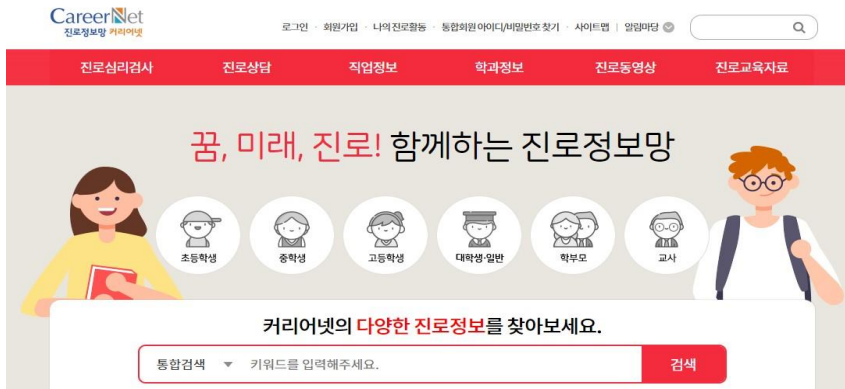 CareerNet
진로정보망 커리어넷
로그인 · 회원가입 · 나의진로활동 · 통합회원 아이디/비밀번호 찾기 · 사이트맵 | 알림마당
진로심리검사 진로상담 직업정보 학과정보 진로동영상 진로교육자료
꿈, 미래, 진로! 함께하는 진로정보망
초등학생 중학생 고등학생 대학생·일반 학부모 교사
커리어넷의 다양한 진로정보를 찾아보세요.
통합검색 키워드를 입력해주세요. 검색